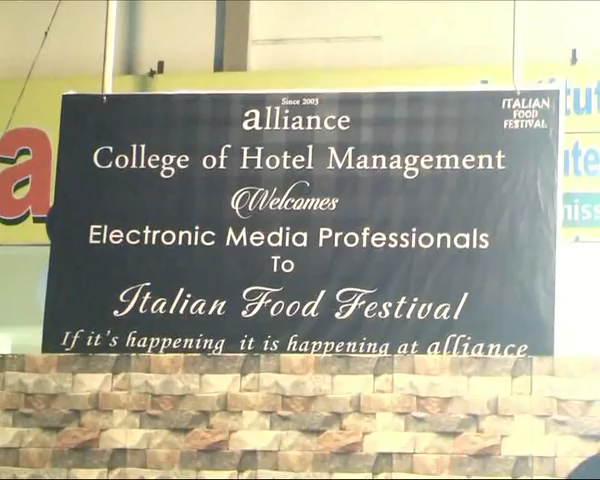 Since 2003
alliance
ITALIAN
FOOD
FESTIVAL
College of Hotel Management
Welcomes
Electronic Media Professionals
To
Italian Food Festival
If it's happening it is happening at alliance
a